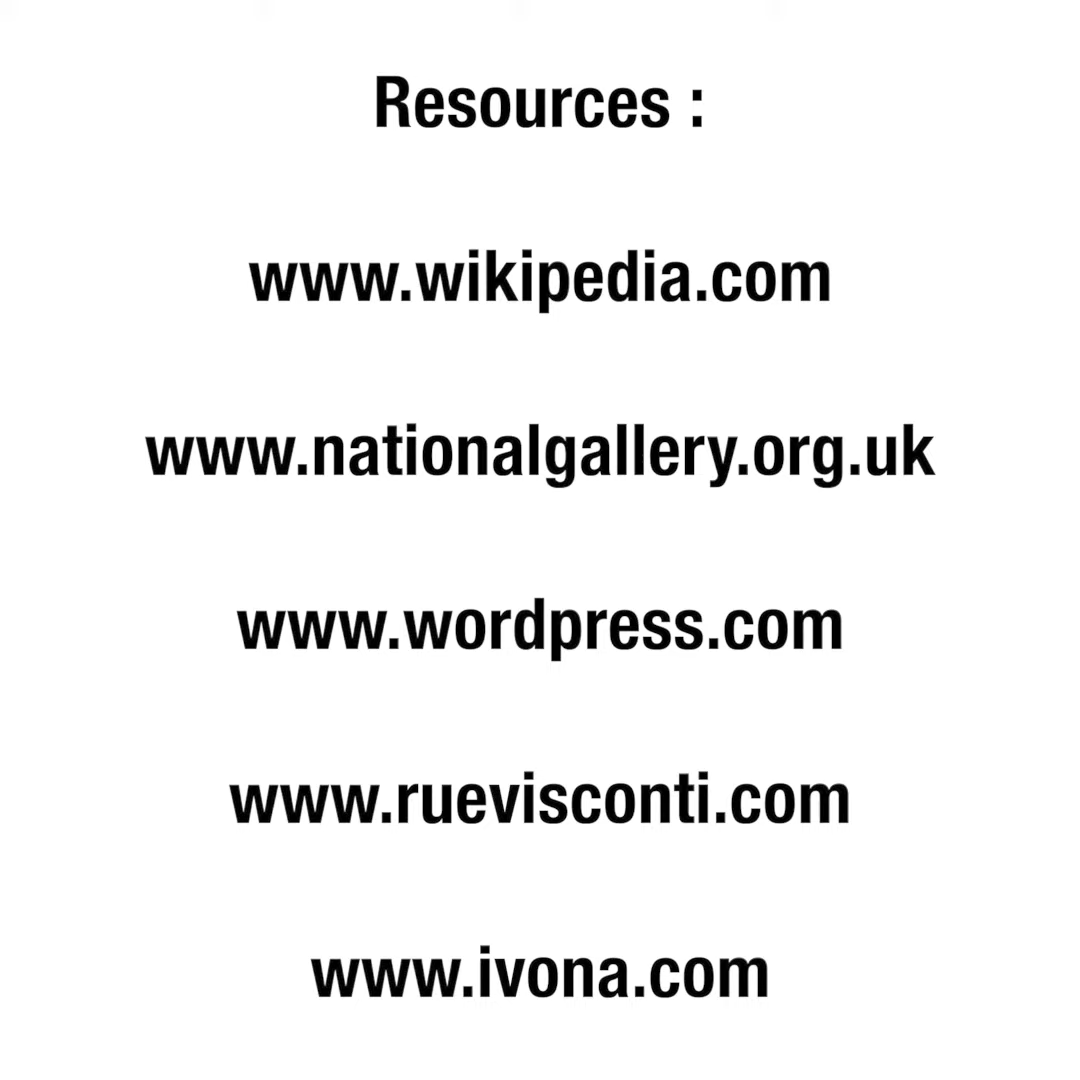 Resources :
www.wikipedia.com
www.nationalgallery.org.uk
www.wordpress.com
www.ruevisconti.com
www.ivona.com